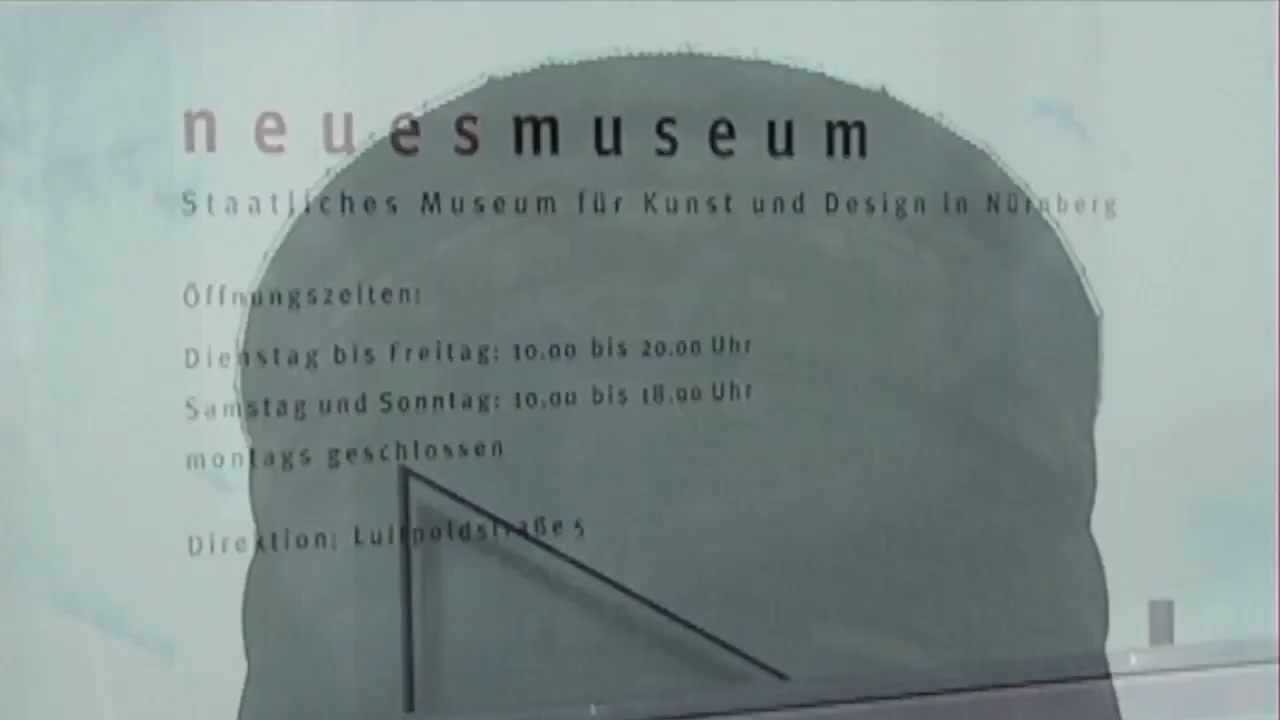 neuesmuseum
Staatliches Museum für Kunst und Design in Nürnberg
Öffnungszeiten:
Dienstag bis Freitag: 10.00 bis 20.00 Uhr
Samstag und Sonntag: 10.00 bis 18.00 Uhr
montags geschlossen
Direktion: Luitpoldstraße 5